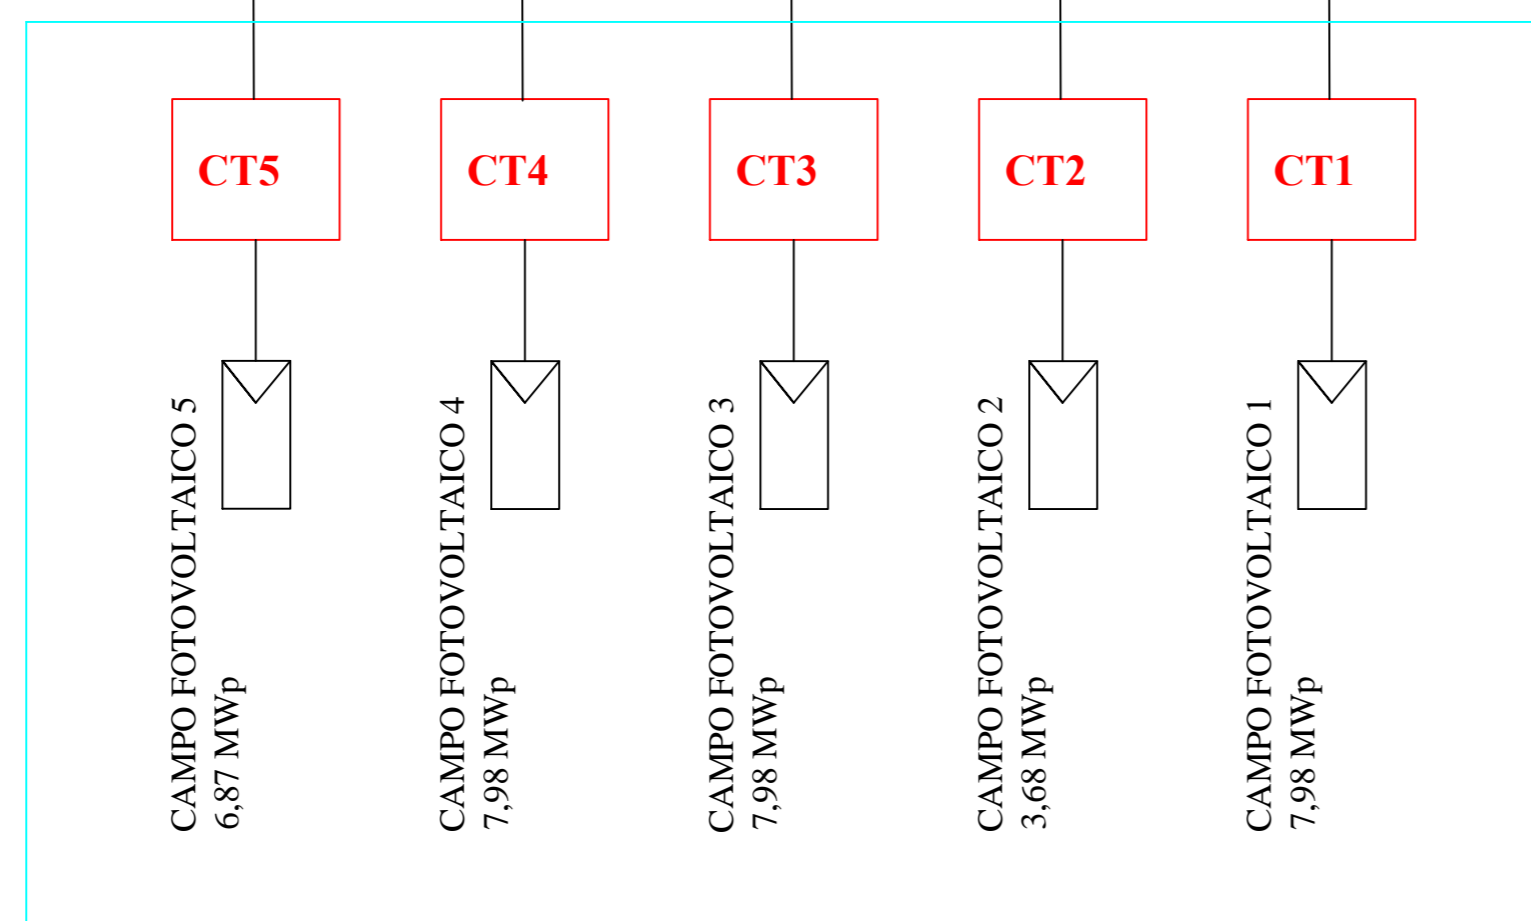 CT5
CT4
CT3
CT2
CT1
CAMPO FOTOVOLTAICO 5
6,87 MWp
CAMPO FOTOVOLTAICO 4
7,98 MWp
CAMPO FOTOVOLTAICO 3
7,98 MWp
CAMPO FOTOVOLTAICO 2
3,68 MWp
CAMPO FOTOVOLTAICO 1
7,98 MWp